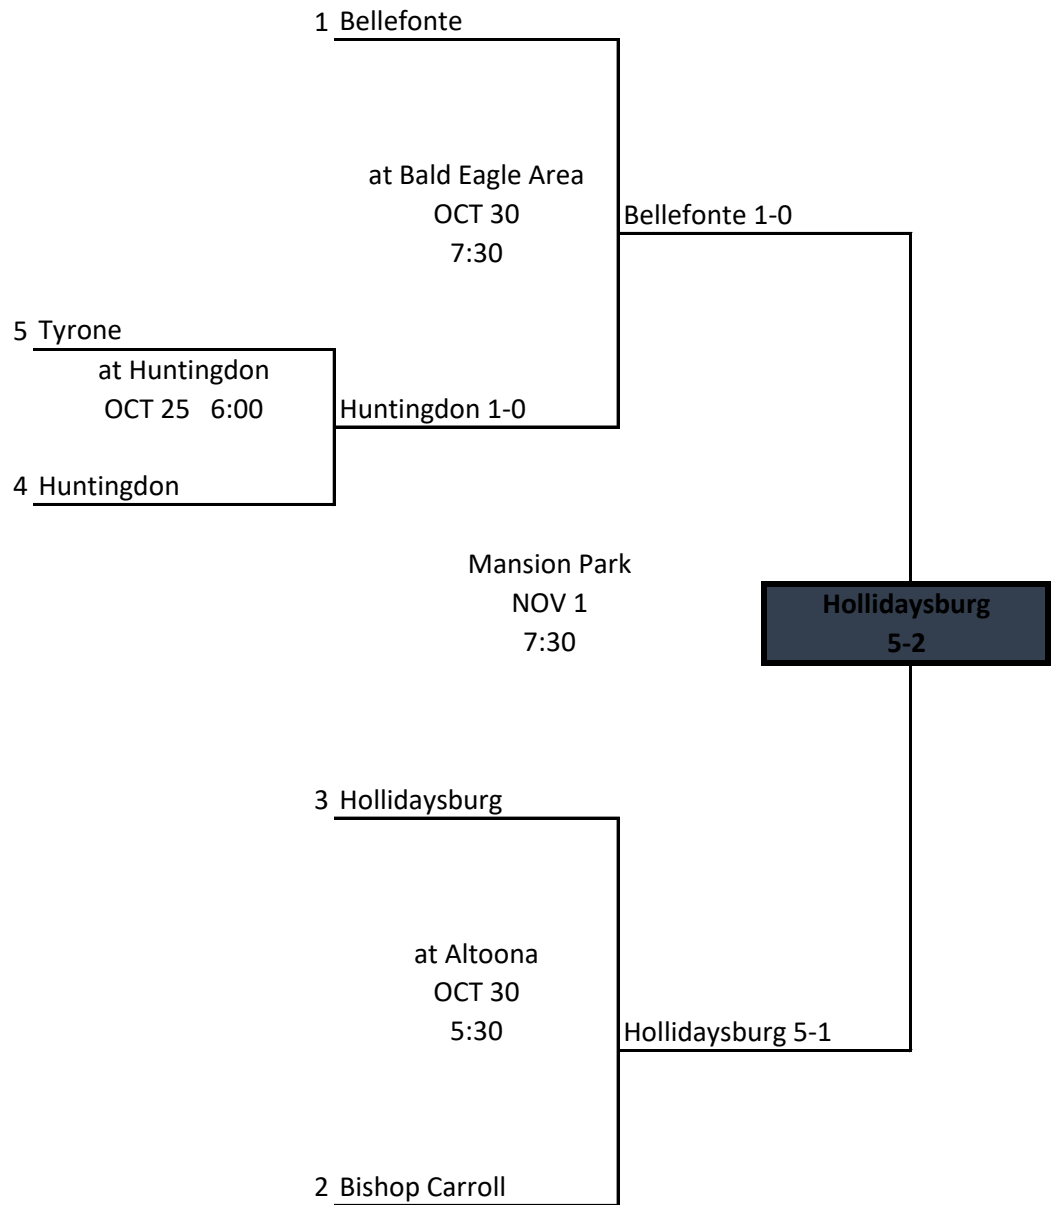 1 Bellefonte
at Bald Eagle Area
OCT 30
7:30
Bellefonte 1-0
5 Tyrone
at Huntingdon
OCT 25 6:00
Huntingdon 1-0
4 Huntingdon
Mansion Park
NOV 1
7:30
Hollidaysburg
5-2
3 Hollidaysburg
at Altoona
OCT 30
5:30
Hollidaysburg 5-1
2 Bishop Carroll